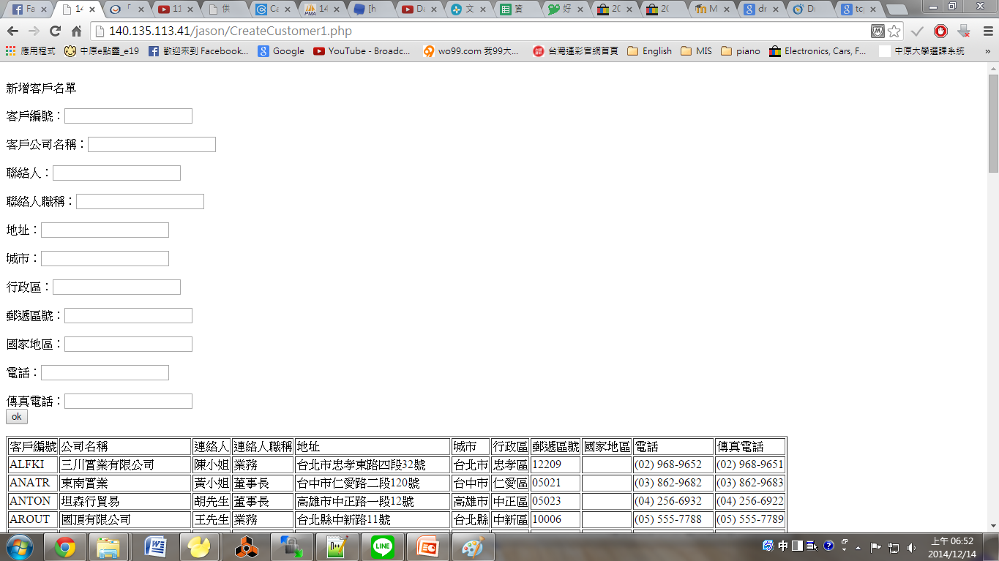 Fa
14
「
11
供
Ca
14
[h
Da
文
資
好
20
20
M
dr
Di
tcp
140.135.113.41/jason/CreateCustomer1.php
應用程式 中原e點靈_e19 歡迎來到 Facebook... Google YouTube - Broadc... wo99.com 我99大... 台灣運彩官網首頁 English MIS piano Electronics, Cars, F... 中原大學選課系統 »
新增客戶名單
客戶編號：
客戶公司名稱：
聯絡人：
聯絡人職稱：
地址：
城市：
行政區：
郵遞區號：
國家地區：
電話：
傳真電話：
ok
客戶編號 公司名稱 連絡人 連絡人職稱 地址 城市 行政區 郵遞區號 國家地區 電話 傳真電話
ALFKI 三川實業有限公司 陳小姐 業務 台北市忠孝東路四段32號 台北市 忠孝區 12209 (02) 968-9652 (02) 968-9651
ANATR 東南實業 黃小姐 董事長 台中市仁愛路二段120號 台中市 仁愛區 05021 (03) 862-9682 (03) 862-9683
ANTON 坦森行貿易 胡先生 董事長 高雄市中正路一段12號 高雄市 中正區 05023 (04) 256-6932 (04) 256-6922
AROUT 國頂有限公司 王先生 業務 台北縣中新路11號 台北縣 中新區 10006 (05) 555-7788 (05) 555-7789
中
上午 06:52
2014/12/14